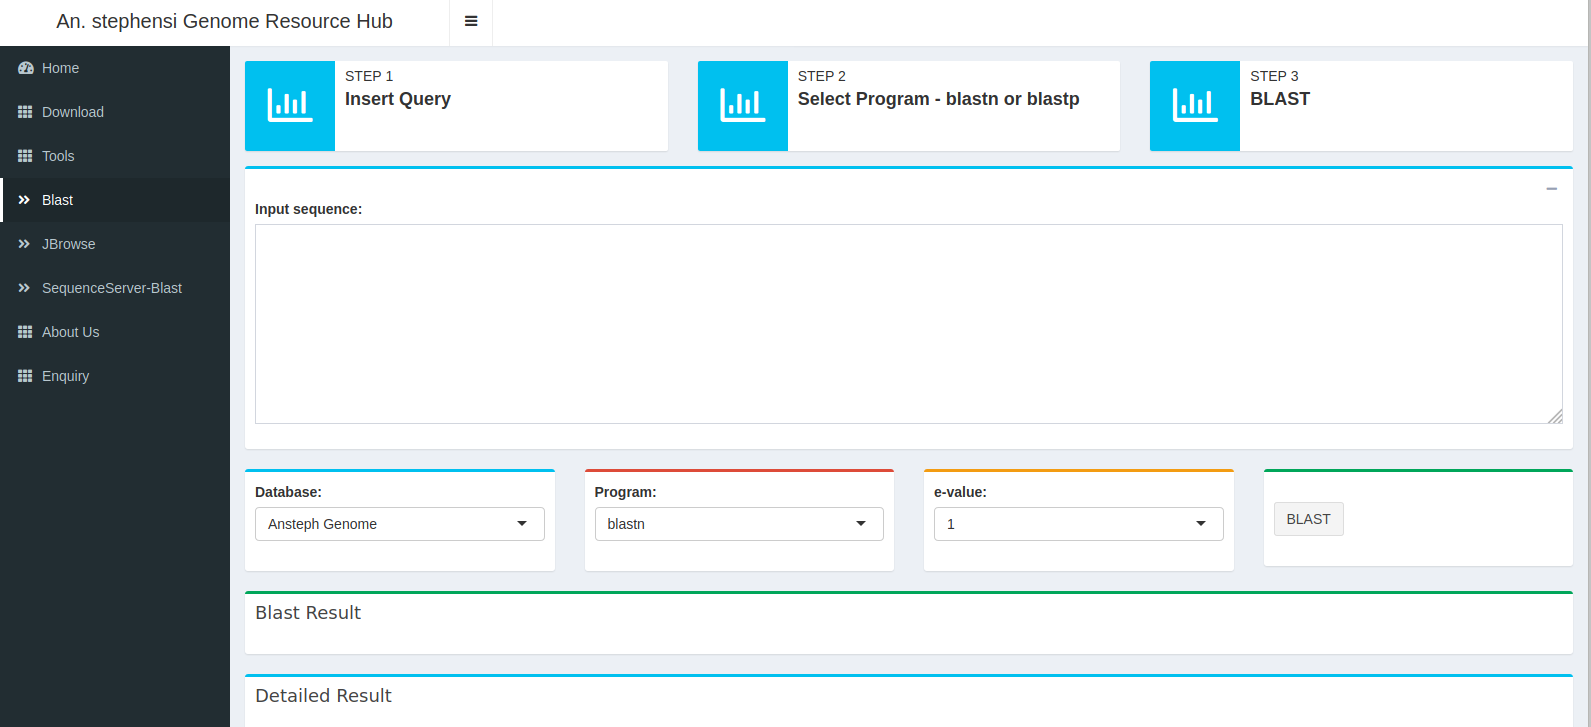 An. stephensi Genome Resource Hub
Home
Download
Tools
Blast
JBrowse
SequenceServer-Blast
About Us
Enquiry
STEP 1
Insert Query
STEP 2
Select Program - blastn or blastp
STEP 3
BLAST
Input sequence:
Database:
Ansteph Genome
Program:
blastn
e-value:
1
BLAST
Blast Result
Detailed Result